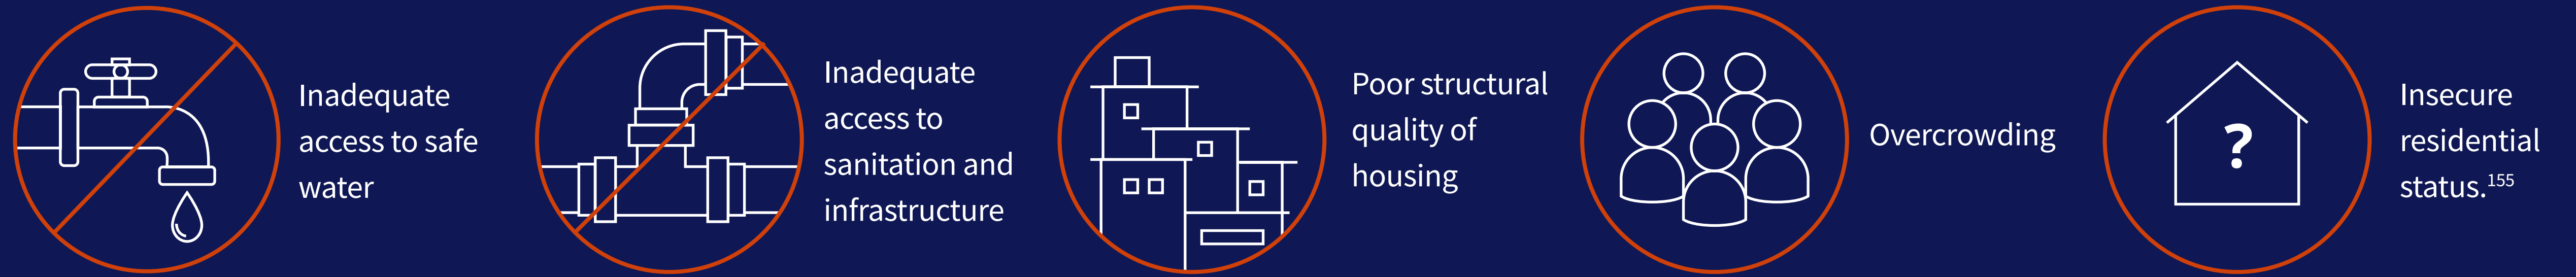 Inadequate
access to safe
water
Inadequate
access to
sanitation and
infrastructure
Poor structural
quality of
housing
Overcrowding
?
Insecure
residential
status.155